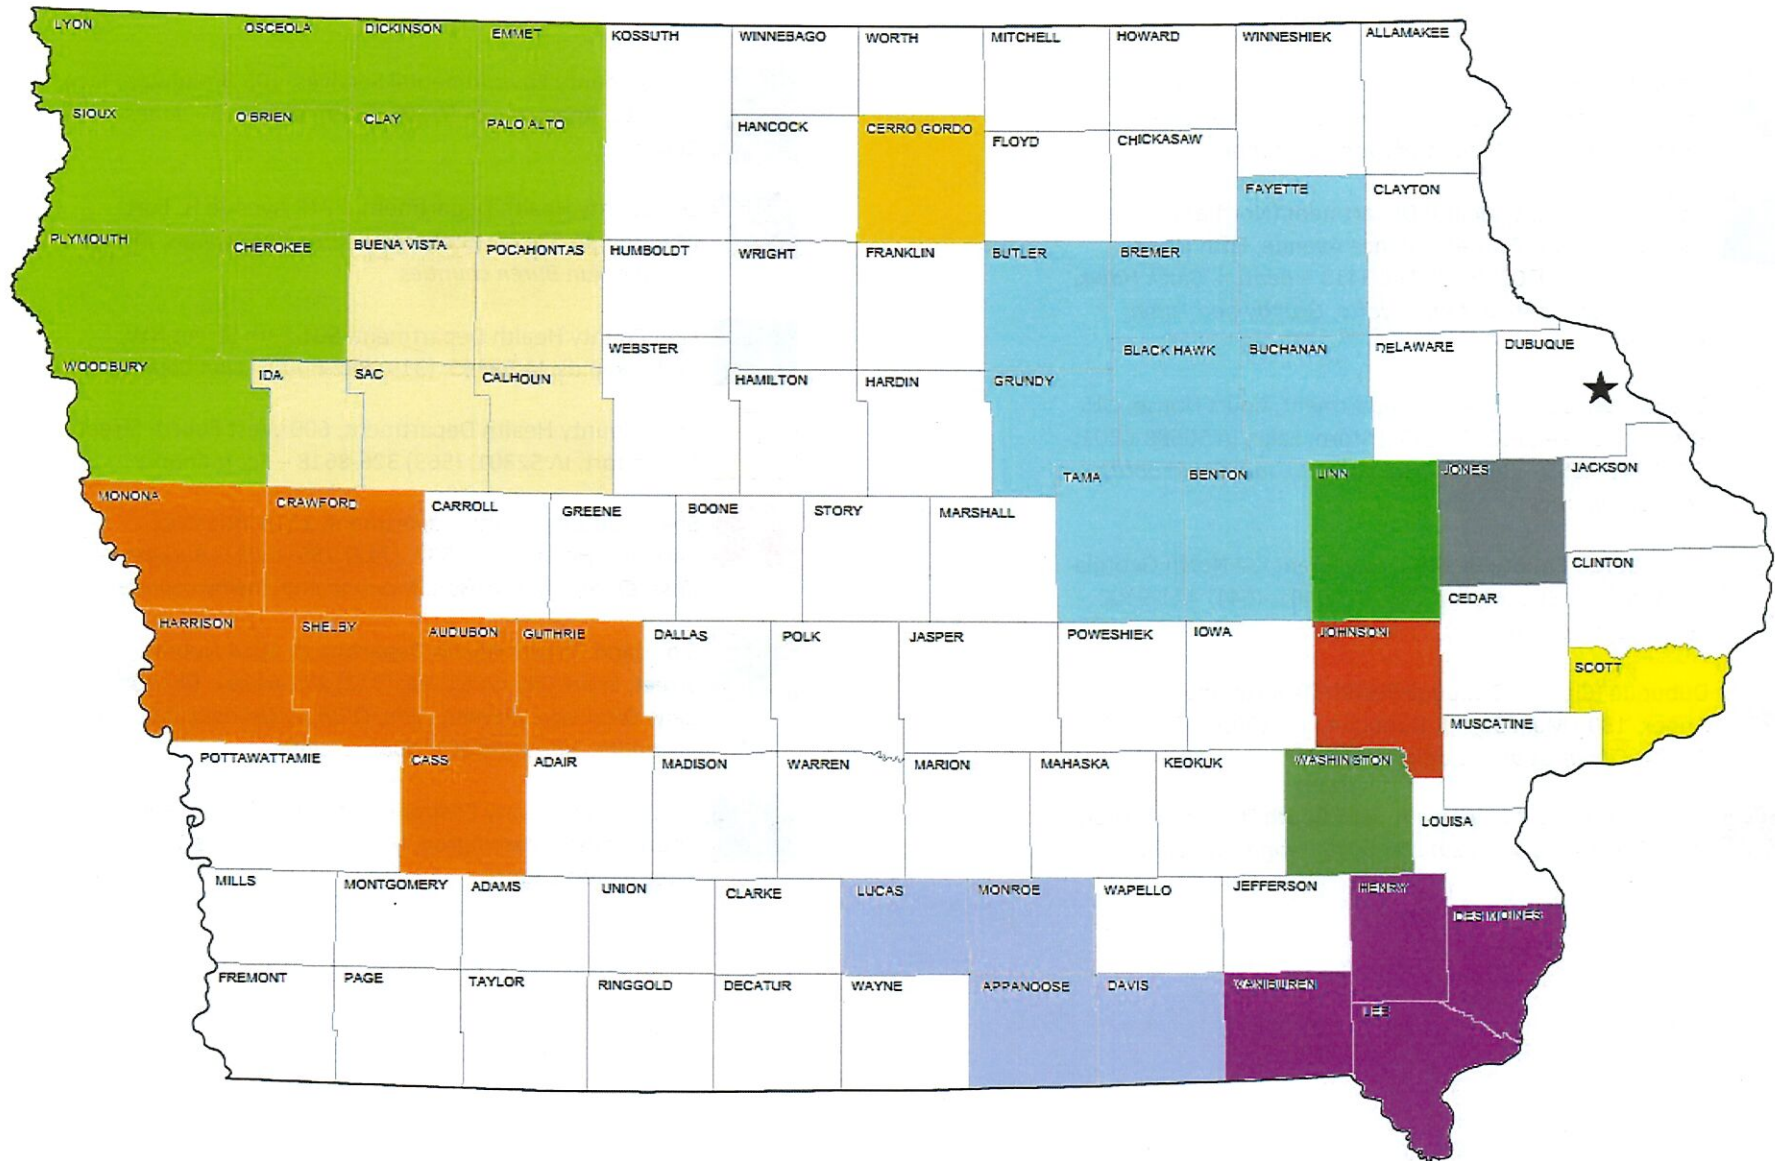 LYON
OSCEOLA
DICKINSON
EMMET
KOSSUTH
WINNEBAGO
WORTH
MITCHELL
HOWARD
WINNESHIEK
ALLAMAKEE
SIOUX
O'BRIEN
CLAY
PALO ALTO
HANCOCK
CERRO GORDO
FLOYD
CHICKASAW
FAYETTE
CLAYTON
PLYMOUTH
CHEROKEE
BUENA VISTA
POCAHONTAS
HUMBOLDT
WRIGHT
FRANKLIN
BUTLER
BREMER
WOODBURY
IDA
SAC
CALHOUN
WEBSTER
HAMILTON
HARDIN
GRUNDY
BLACK HAWK
BUCHANAN
DELAWARE
DUBUQUE
MONONA
CRAWFORD
CARROLL
GREENE
BOONE
STORY
MARSHALL
TAMA
BENTON
LINN
JONES
JACKSON
CLINTON
CEDAR
HARRISON
SHELBY
AUDUBON
GUTHRIE
DALLAS
POLK
JASPER
POWESHIEK
IOWA
JOHNSON
SCOTT
MUSCATINE
POTTAWATTAMIE
CASS
ADAIR
MADISON
WARREN
MARION
MAHASKA
KEOKUK
WASHINGTON
LOUISA
MILLS
MONTGOMERY
ADAMS
UNION
CLARKE
LUCAS
MONROE
WAPELLO
JEFFERSON
HENRY
DES MOINES
FREMONT
PAGE
TAYLOR
RINGGOLD
DECATUR
WAYNE
APPANOOSE
DAVIS
VAN BUREN
LEE